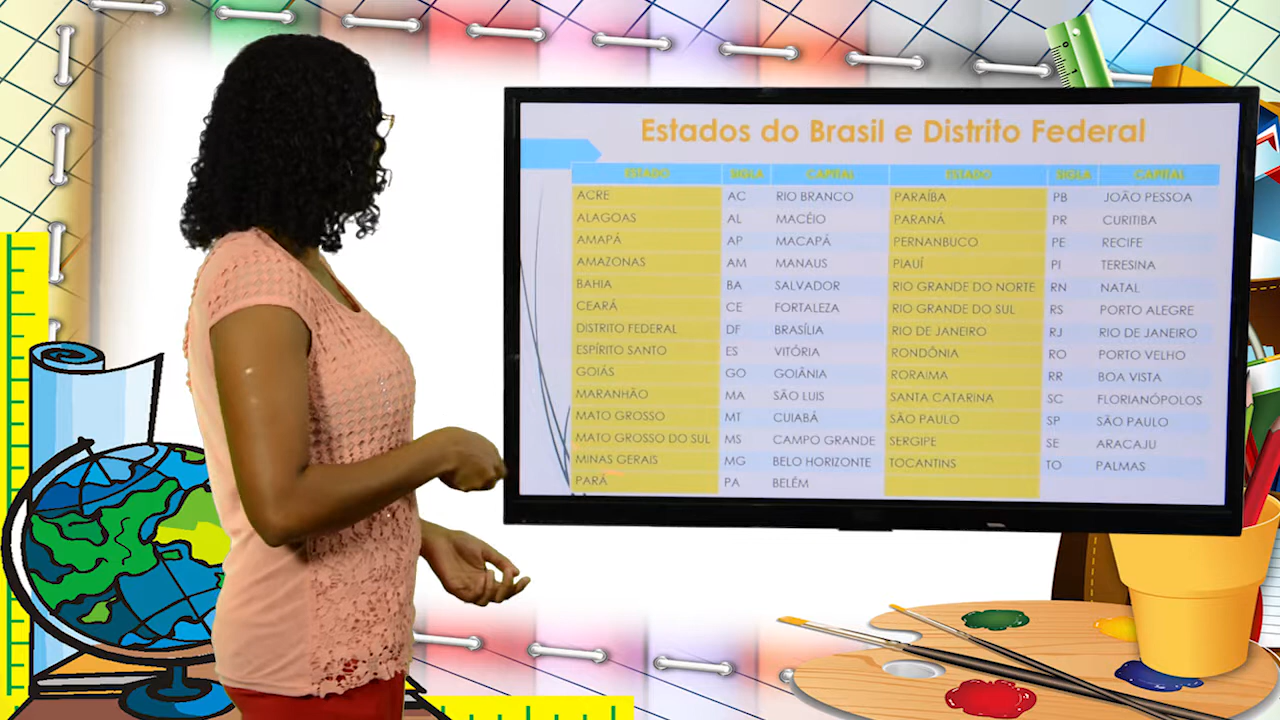 Estados do Brasil e Distrito Federal
ESTADO SIGLA CAPITAL ESTADO SIGLA CAPITAL
ACRE AC RIO BRANCO PARAÍBA PB JOÃO PESSOA
ALAGOAS AL MACÉIO PARANÁ PR CURITIBA
AMAPÁ AP MACAPÁ PERNANBUCO PE RECIFE
AMAZONAS AM MANAUS PIAUÍ PI TERESINA
BAHIA BA SALVADOR RIO GRANDE DO NORTE RN NATAL
CEARÁ CE FORTALEZA RIO GRANDE DO SUL RS PORTO ALEGRE
DISTRITO FEDERAL DF BRASÍLIA RIO DE JANEIRO RJ RIO DE JANEIRO
ESPÍRITO SANTO ES VITÓRIA RONDÔNIA RO PORTO VELHO
GOIÁS GO GOIÂNIA RORAIMA RR BOA VISTA
MARANHÃO MA SÃO LUIS SANTA CATARINA SC FLORIANÓPOLOS
MATO GROSSO MT CUIABÁ SÃO PAULO SP SÃO PAULO
MATO GROSSO DO SUL MS CAMPO GRANDE SERGIPE SE ARACAJU
MINAS GERAIS MG BELO HORIZONTE TOCANTINS TO PALMAS
PARÁ PA BELÉM